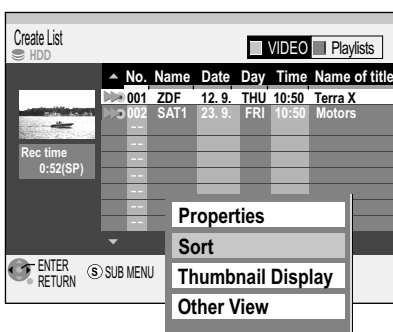 Create List
HDD
VIDEO Playlists
No. Name Date Day Time Name of title
001 ZDF 12. 9. THU 10:50 Terra X
002 SAT1 23. 9. FRI 10:50 Motors
--
--
--
--
--
--
Rec time
0:52(SP)
Properties
Sort
Thumbnail Display
Other View
ENTER
RETURN
S SUB MENU